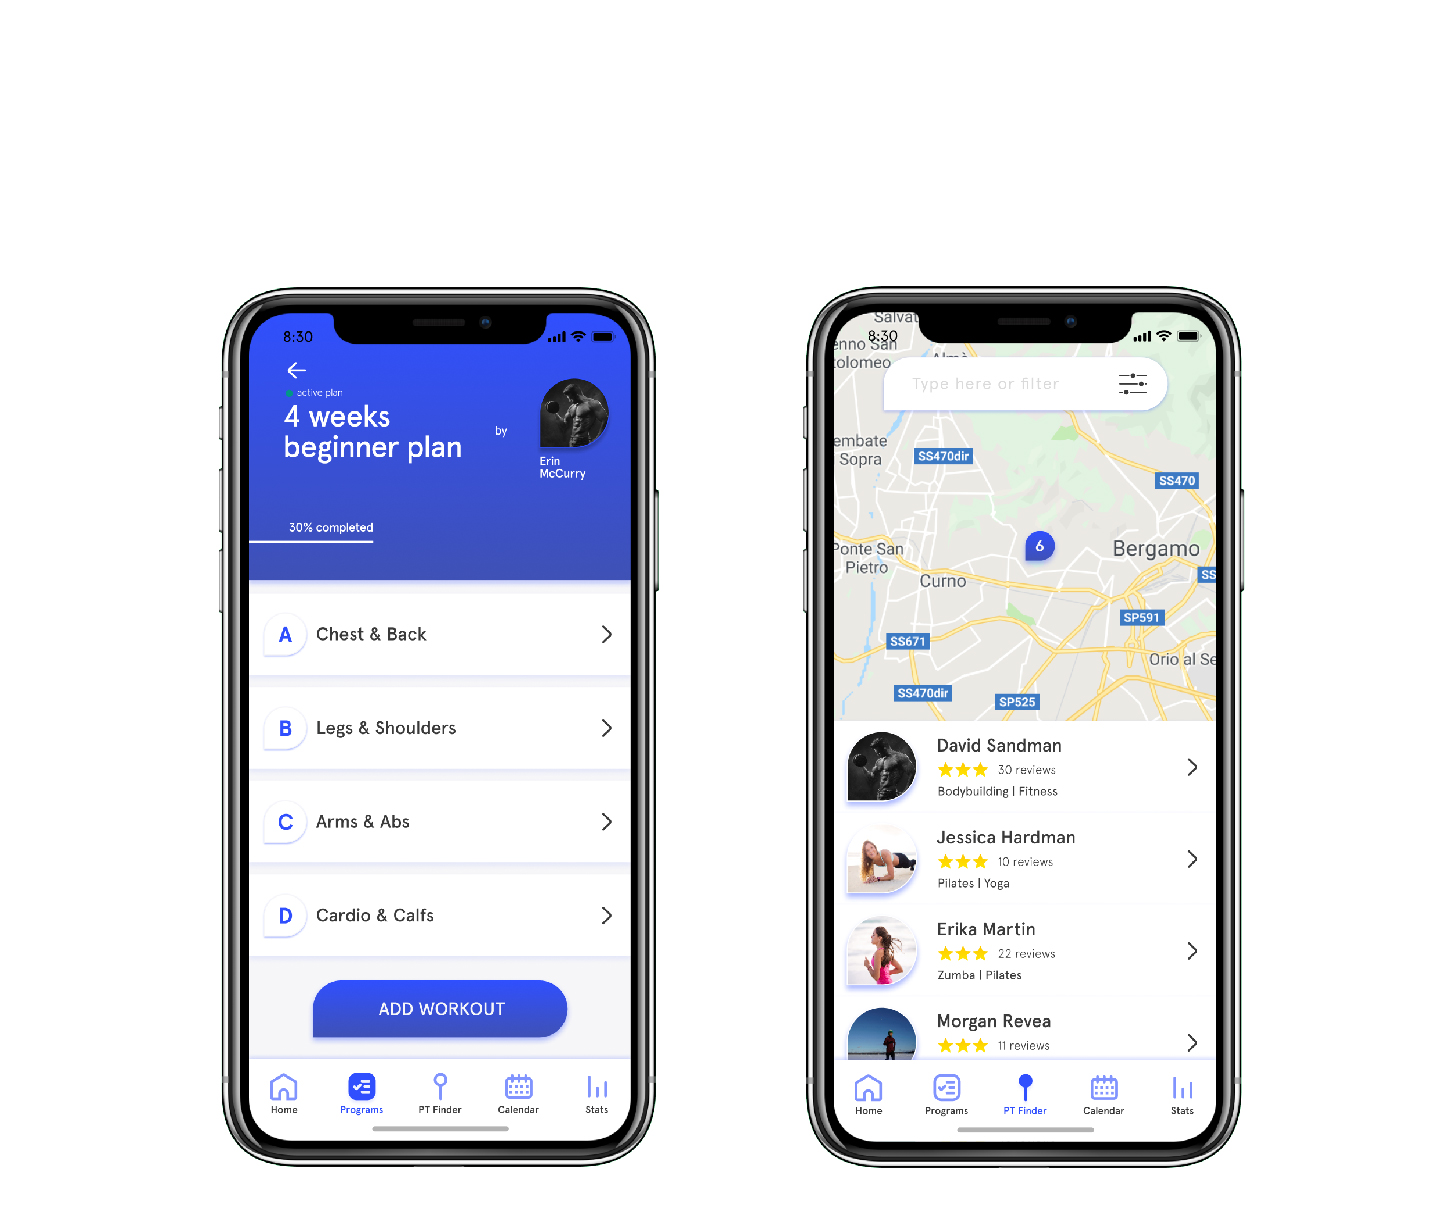 8:30
active plan
4 weeks
beginner plan
by
Erin
McCurry
30% completed
A Chest & Back
B Legs & Shoulders
C Arms & Abs
D Cardio & Calfs
ADD WORKOUT
Home Programs PT Finder Calendar Stats
8:30
Salvat
enno San
tolomeo
Almè
Type here or filter
embate
Sopra
SS470dir
SS470
6
Ponte San
Pietro
Bergamo
Curno
SS
SP591
SS671
Orio al Se
SS470dir
SP525
David Sandman
30 reviews
Bodybuilding | Fitness
Jessica Hardman
10 reviews
Pilates | Yoga
Erika Martin
22 reviews
Zumba | Pilates
Morgan Revea
11 reviews
Home Programs PT Finder Calendar Stats